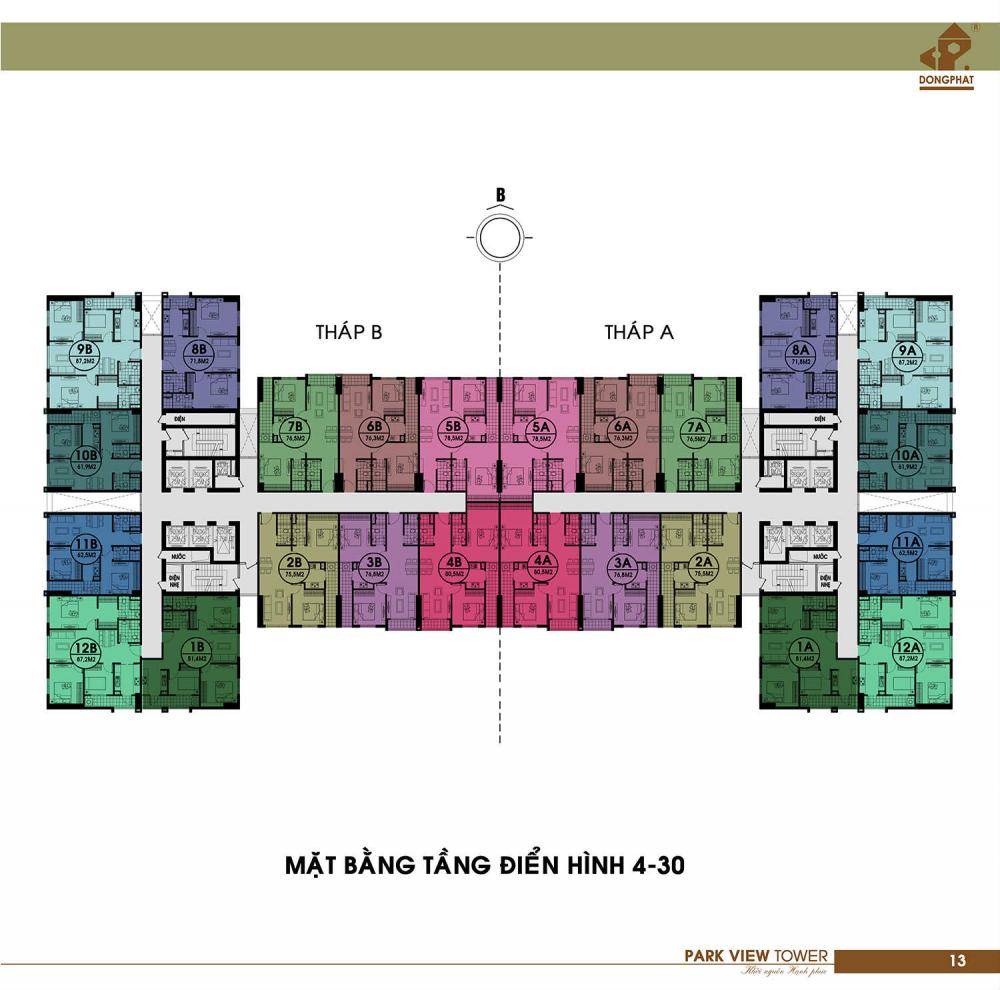 ®
DONGPHAT
B
THÁP B
THÁP A
9B
87,2M2
8B
71,8M2
8A
71,8M2
9A
87,2M2
ĐIỆN
ĐIỆN
7B
76,5M2
6B
76,3M2
5B
78,5M2
5A
78,5M2
6A
76,3M2
7A
76,5M2
10B
61,9M2
10A
61,9M2
11B
62,5M2
NƯỚC
ĐIỆN
NHẸ
2B
75,5M2
3B
76,8M2
4B
80,5M2
4A
80,5M2
3A
76,8M2
2A
75,5M2
NƯỚC
ĐIỆN
NHẸ
11A
62,5M2
12B
87,2M2
1B
81,4M2
1A
81,4M2
12A
87,2M2
MẶT BẰNG TẦNG ĐIỂN HÌNH 4-30
PARK VIEW TOWER
Khởi nguồn Hạnh phúc
13